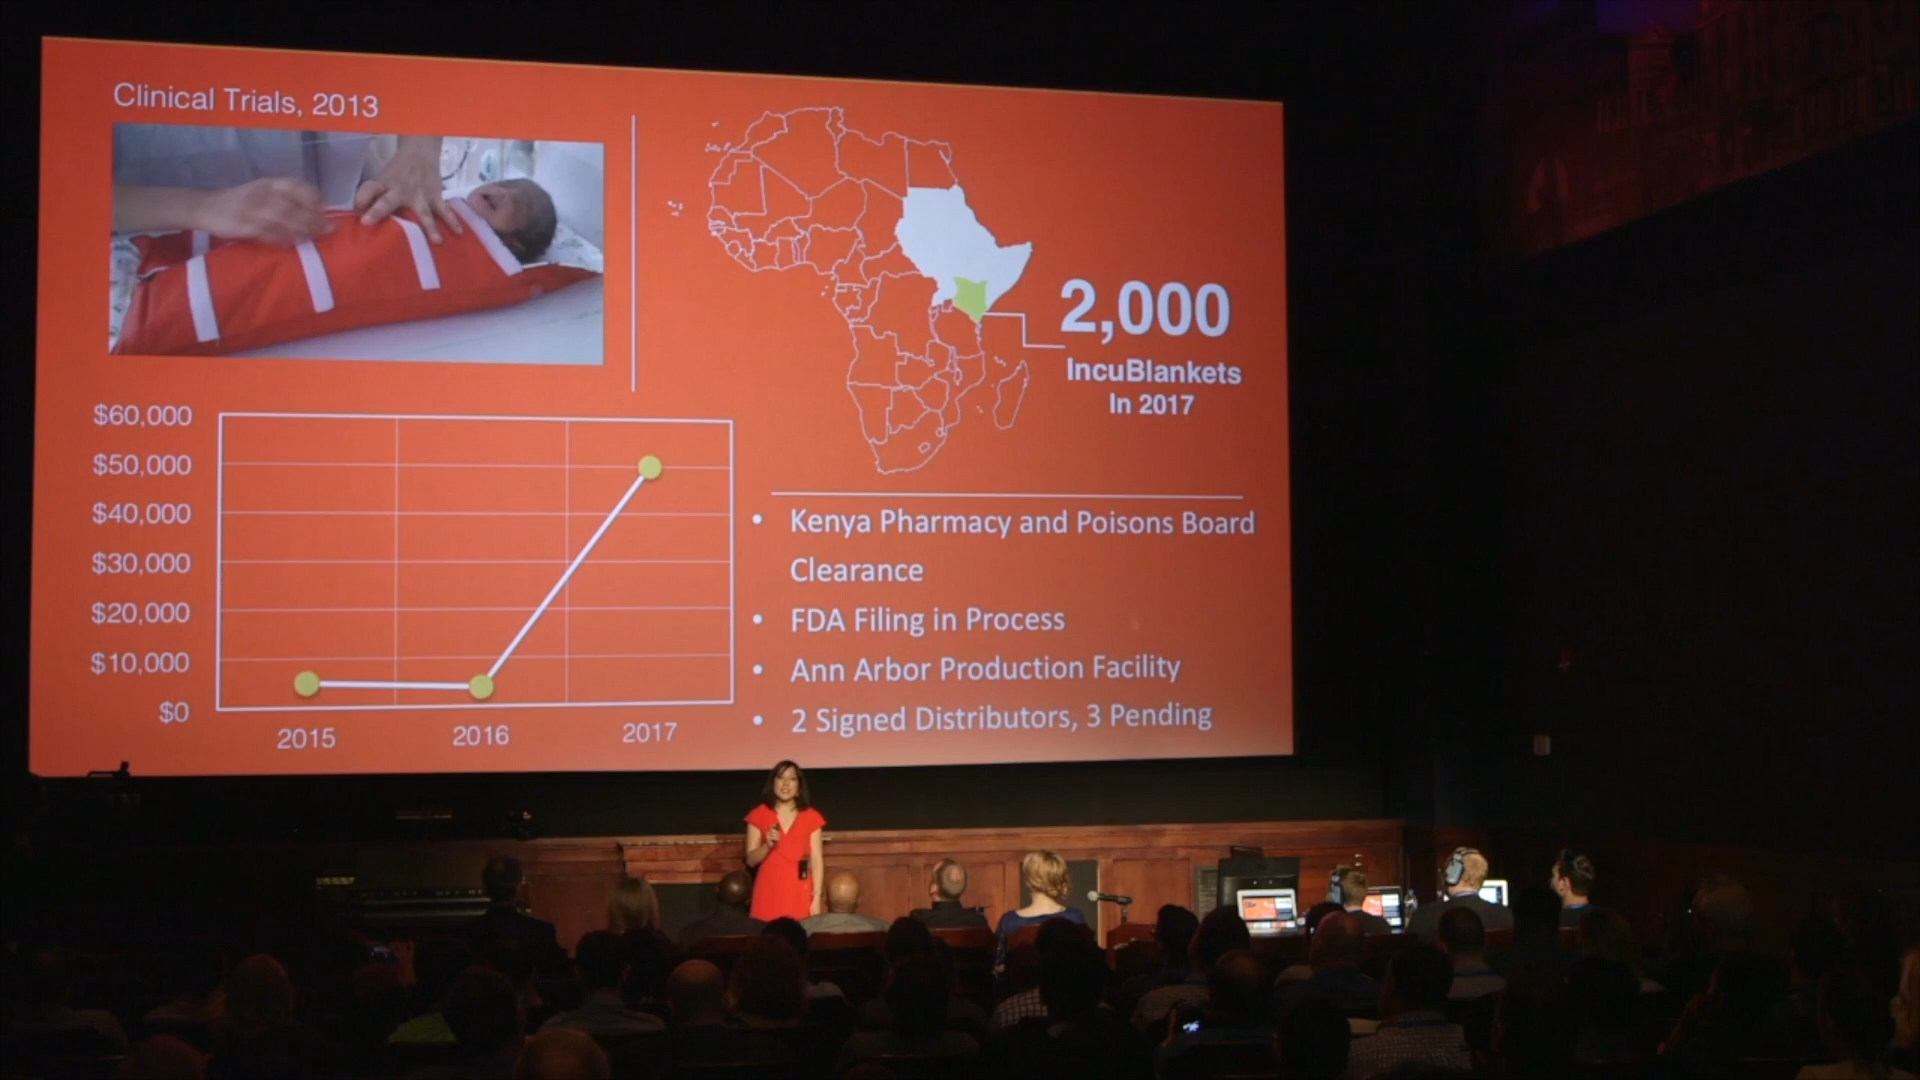 Clinical Trials, 2013
2,000
IncuBlankets
In 2017
$60,000
$50,000
$40,000
$30,000
$20,000
$10,000
$0
2015
2016
2017
• Kenya Pharmacy and Poisons Board
Clearance
• FDA Filing in Process
• Ann Arbor Production Facility
• 2 Signed Distributors, 3 Pending